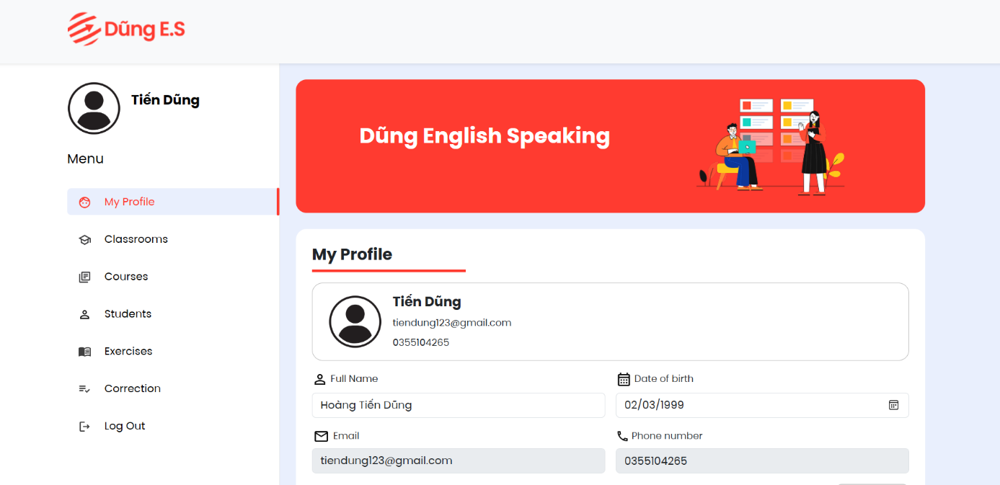 Dũng E.S
Tiến Dũng
Menu
My Profile
Classrooms
Courses
Students
Exercises
Correction
Log Out
Dũng English Speaking
My Profile
Tiến Dũng
tiendung123@gmail.com
0355104265
Full Name
Date of birth
Hoàng Tiến Dũng
02/03/1999
Email
Phone number
tiendung123@gmail.com
0355104265